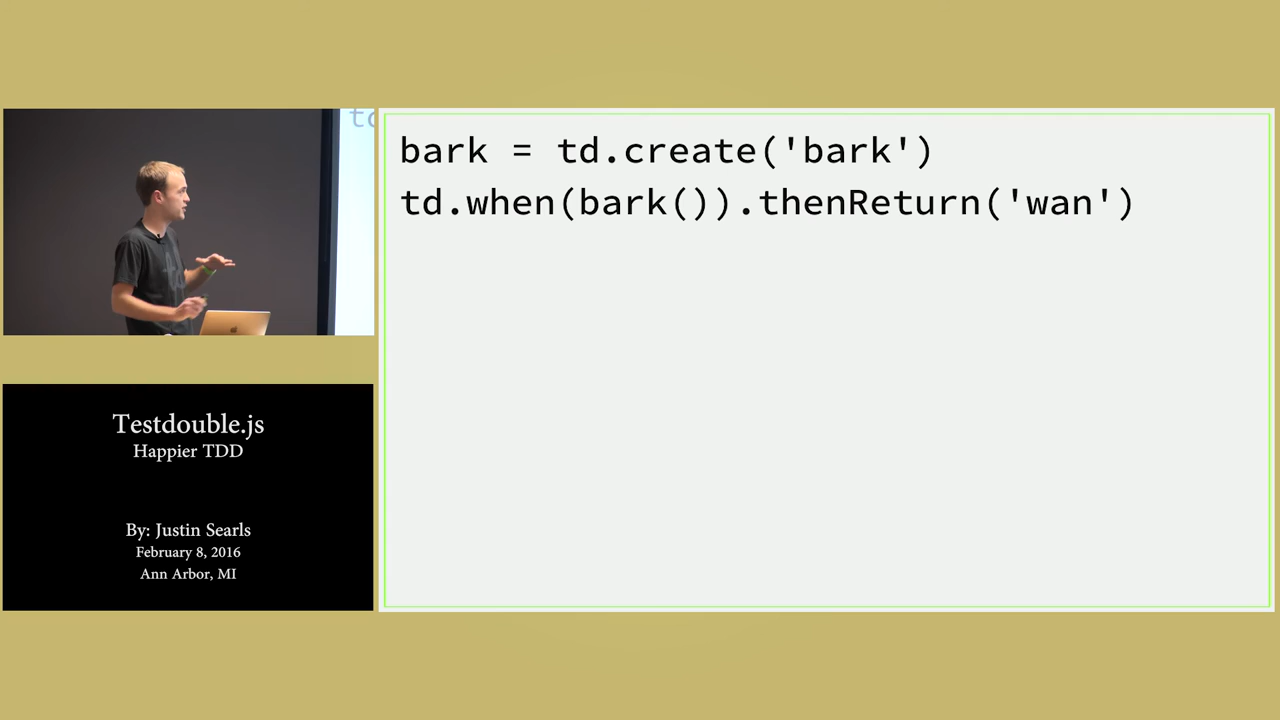 bark = td.create('bark')
td.when(bark()).thenReturn('wan')
Testdouble.js
Happier TDD
By: Justin Searls
February 8, 2016
Ann Arbor, MI